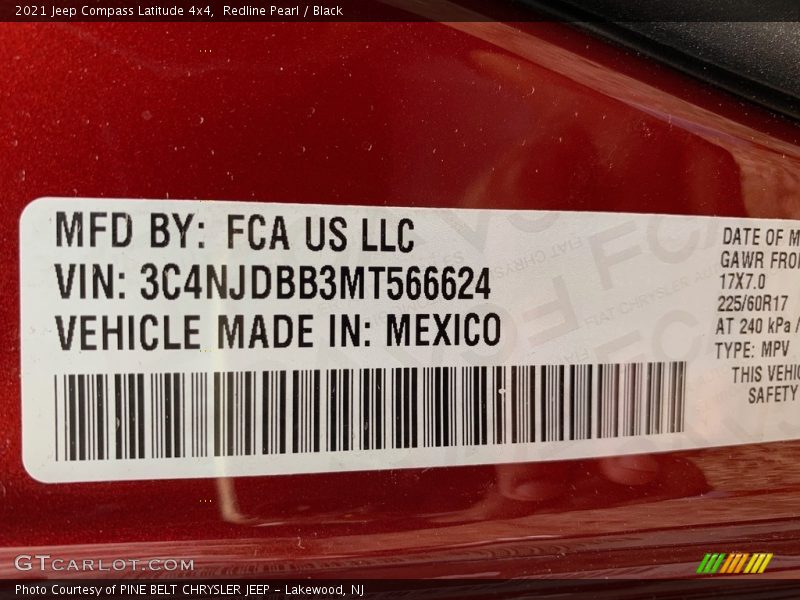 2021 Jeep Compass Latitude 4x4, Redline Pearl / Black
MFD BY: FCA US LLC
VIN: 3C4NJDBB3MT566624
VEHICLE MADE IN: MEXICO
DATE OF M
GAWR FRO
17X7.0
225/60R17
AT 240 kPa /
TYPE: MPV
THIS VEHIC
SAFETY
GTCARLOT.COM
Photo Courtesy of PINE BELT CHRYSLER JEEP - Lakewood, NJ